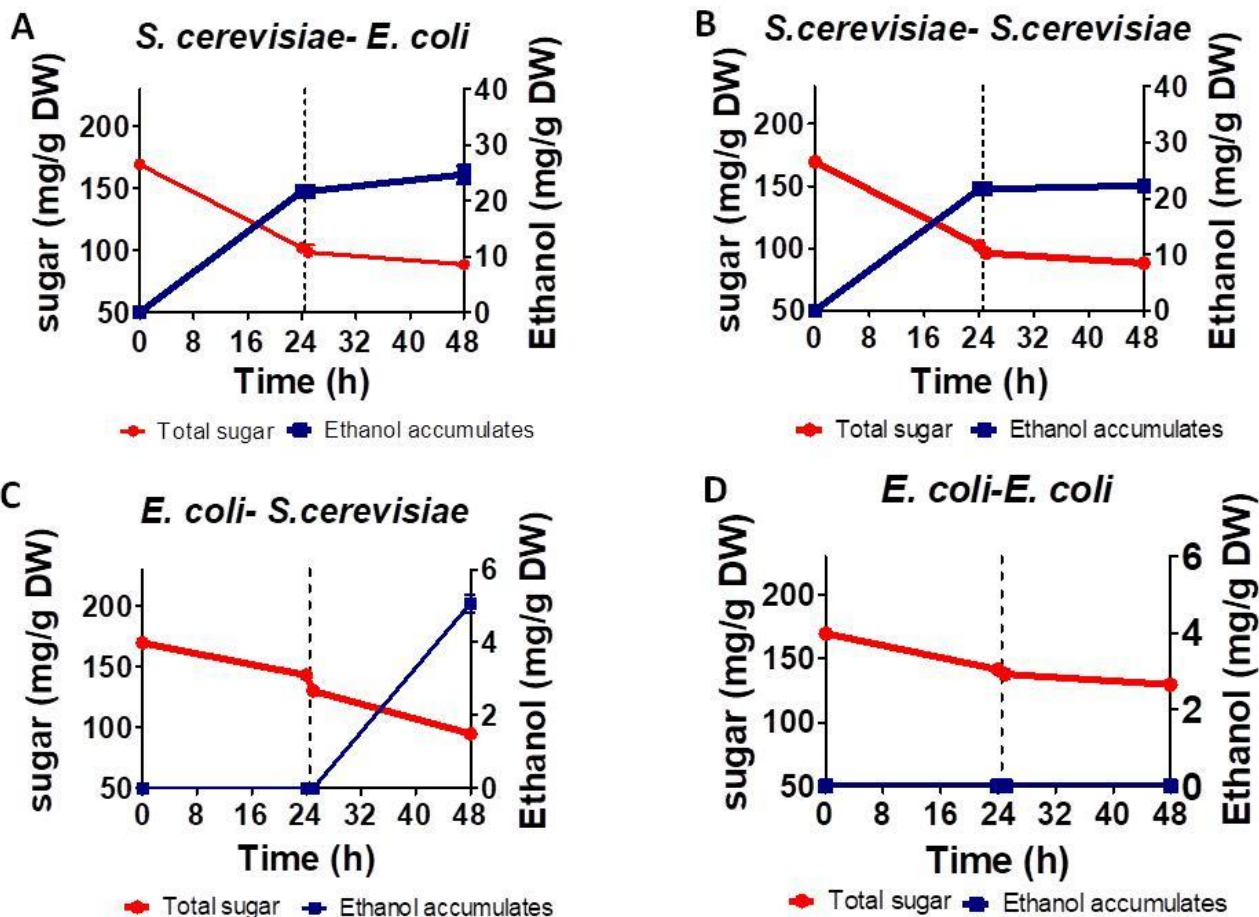 A
S. cerevisiae- E. coli
sugar (mg/g DW)
200
150
100
50
40
30
20
10
0
Ethanol (mg/g DW)
0 8 16 24 32 40 48
Time (h)
Total sugar Ethanol accumulates
B
S.cerevisiae- S.cerevisiae
sugar (mg/g DW)
200
150
100
50
40
30
20
10
0
Ethanol (mg/g DW)
0 8 16 24 32 40 48
Time (h)
Total sugar Ethanol accumulates
C
E. coli- S.cerevisiae
sugar (mg/g DW)
200
150
100
50
6
4
2
0
Ethanol (mg/g DW)
0 8 16 24 32 40 48
Time (h)
Total sugar Ethanol accumulates
D
E. coli-E. coli
sugar (mg/g DW)
200
150
100
50
6
4
2
0
Ethanol (mg/g DW)
0 8 16 24 32 40 48
Time (h)
Total sugar Ethanol accumulates